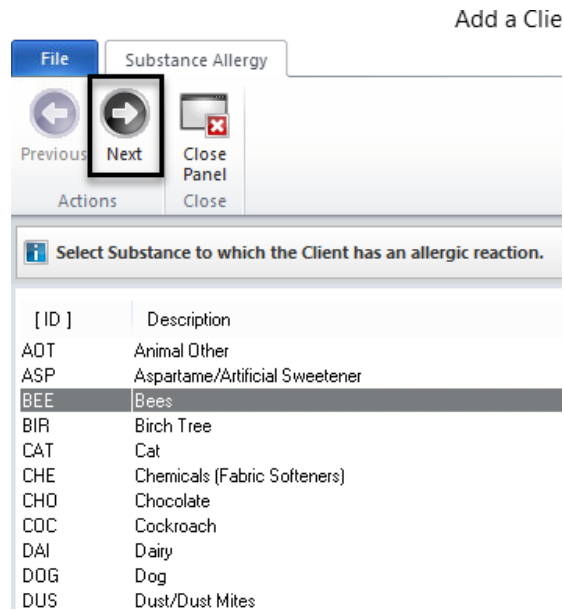 Add a Clie
File Substance Allergy
Previous Next Close Panel
Actions Close
Select Substance to which the Client has an allergic reaction.
[ ID ] Description
AOT Animal Other
ASP Aspartame/Artificial Sweetener
BEE Bees
BIR Birch Tree
CAT Cat
CHE Chemicals (Fabric Softeners)
CHO Chocolate
COC Cockroach
DAI Dairy
DOG Dog
DUS Dust/Dust Mites